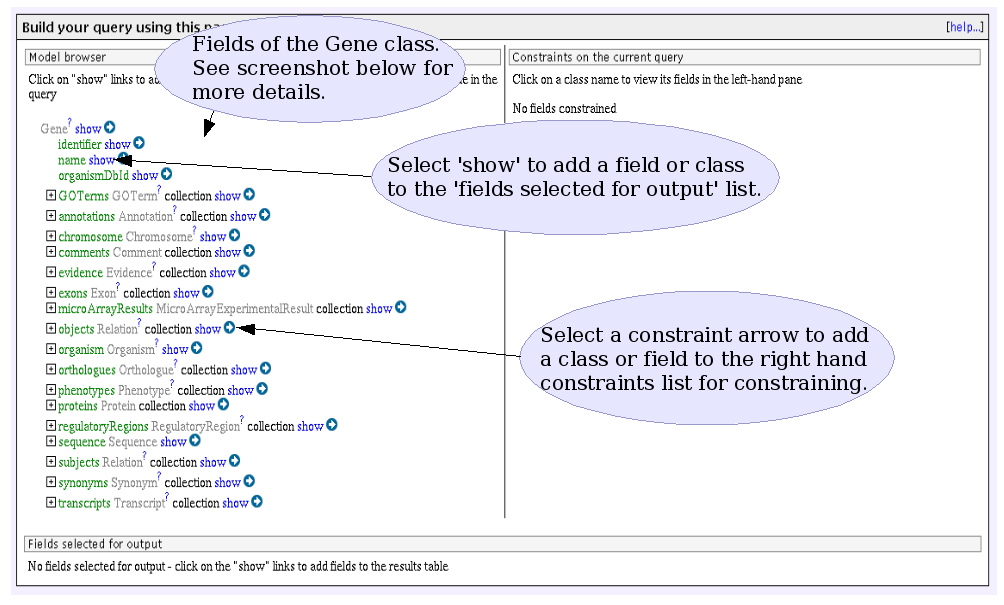 Build your query using this pa
[help...]
Model browser
Click on "show" links to ad
e in the
query
Fields of the Gene class.
See screenshot below for
more details.
Constraints on the current query
Click on a class name to view its fields in the left-hand pane
No fields constrained
Gene? show
identifier show
name show
organismDbId show
GOTerms GOTerm? collection show
annotations Annotation? collection show
chromosome Chromosome? show
comments Comment collection show
evidence Evidence? collection show
exons Exon? collection show
microArrayResults MicroArrayExperimentalResult collection show
objects Relation? collection show
organism Organism? show
orthologues Orthologue? collection show
phenotypes Phenotype? collection show
proteins Protein collection show
regulatoryRegions RegulatoryRegion? collection show
sequence Sequence show
subjects Relation? collection show
synonyms Synonym? collection show
transcripts Transcript? collection show
Select 'show' to add a field or class
to the 'fields selected for output' list.
Select a constraint arrow to add
a class or field to the right hand
constraints list for constraining.
Fields selected for output
No fields selected for output - click on the "show" links to add fields to the results table